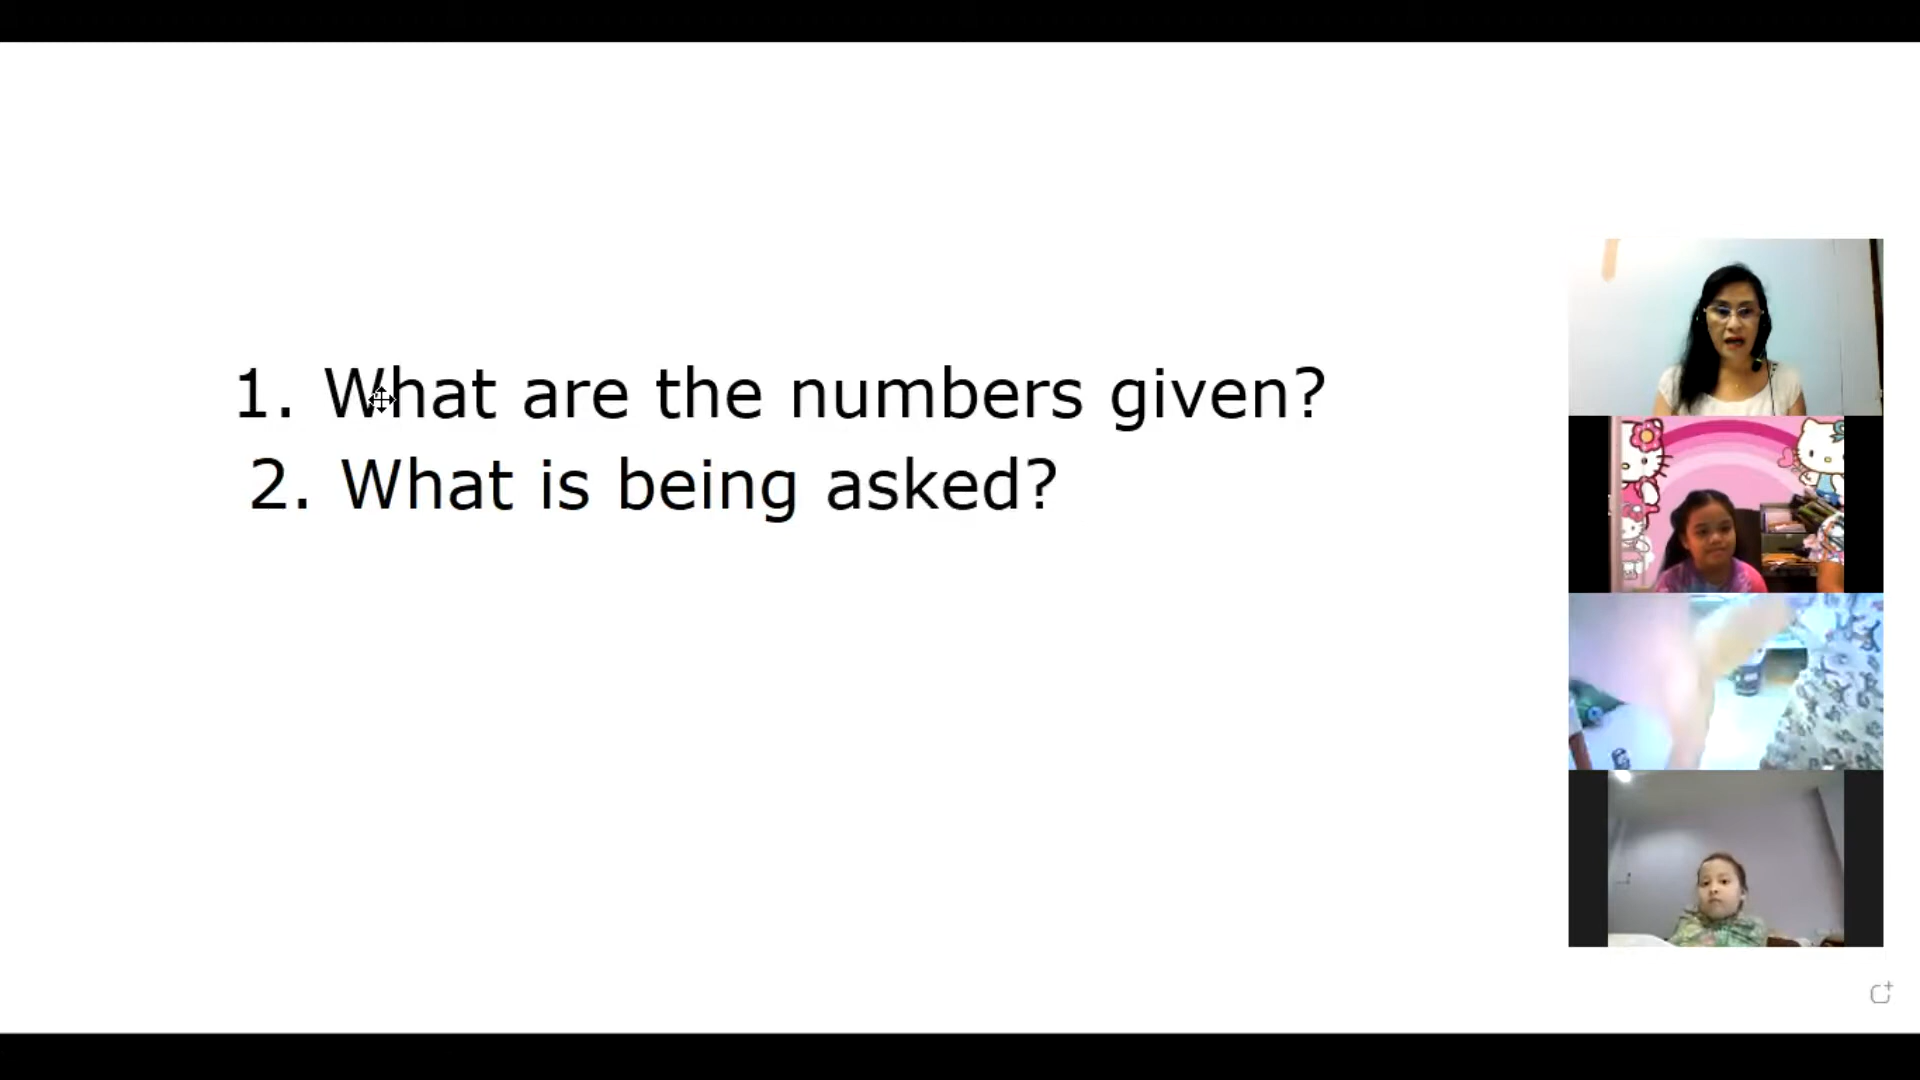 1. What are the numbers given?
2. What is being asked?